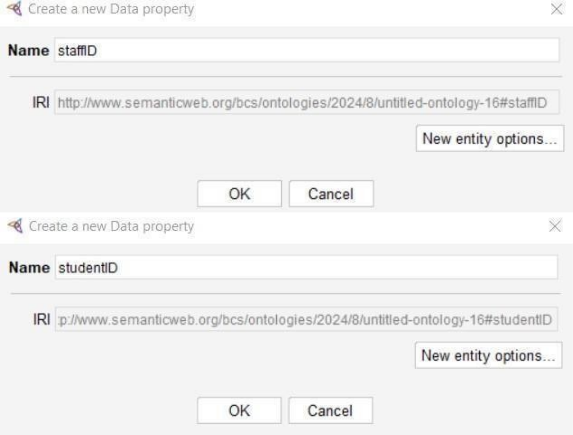 Create a new Data property
Name staffID
IRI http://www.semanticweb.org/bcs/ontologies/2024/8/untitled-ontology-16#staffID
New entity options...
OK Cancel
Create a new Data property
Name studentID
IRI :p://www.semanticweb.org/bcs/ontologies/2024/8/untitled-ontology-16#studentID
New entity options...
OK Cancel